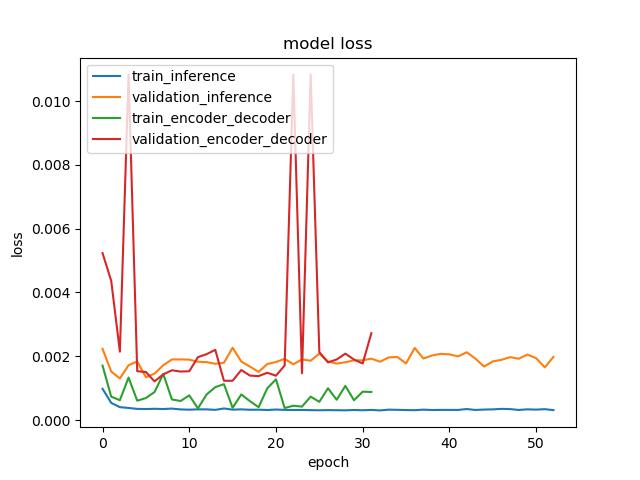 model loss
train_inference
validation_inference
train_encoder_decoder
validation_encoder_decoder
0.010
0.008
0.006
0.004
0.002
0.000
loss
0 10 20 30 40 50
epoch